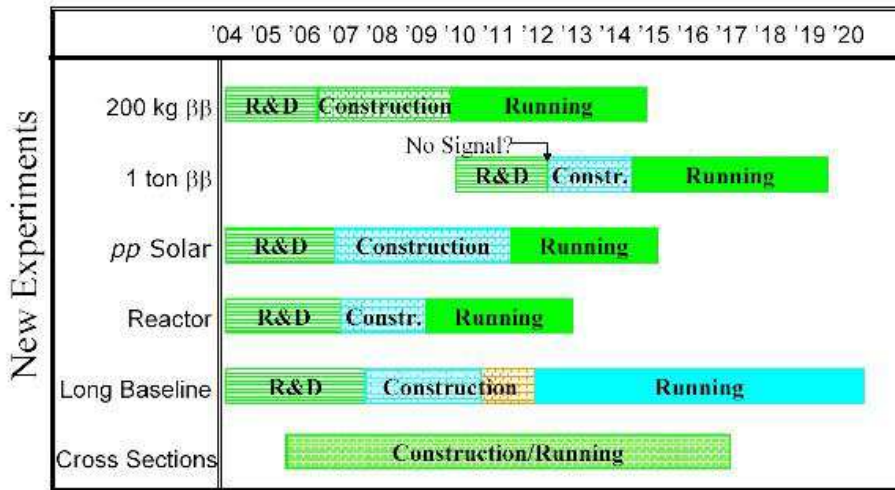 '04 '05 '06 '07 '08 '09 '10 '11 '12 '13 '14 '15 '16 '17 '18 '19 '20
New Experiments
200 kg ββ R&D Construction Running
No Signal?
1 ton ββ R&D Constr. Running
pp Solar R&D Construction Running
Reactor R&D Constr. Running
Long Baseline R&D Construction Running
Cross Sections Construction/Running